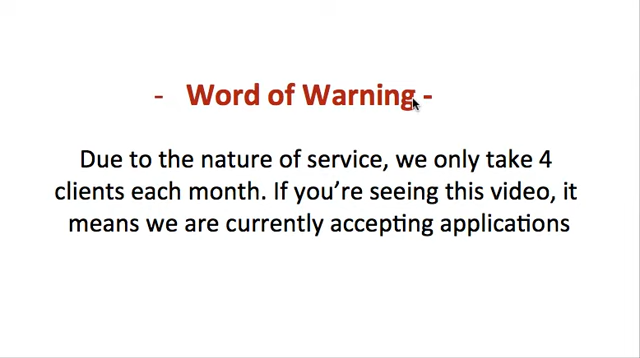 - Word of Warning -
Due to the nature of service, we only take 4
clients each month. If you’re seeing this video, it
means we are currently accepting applications